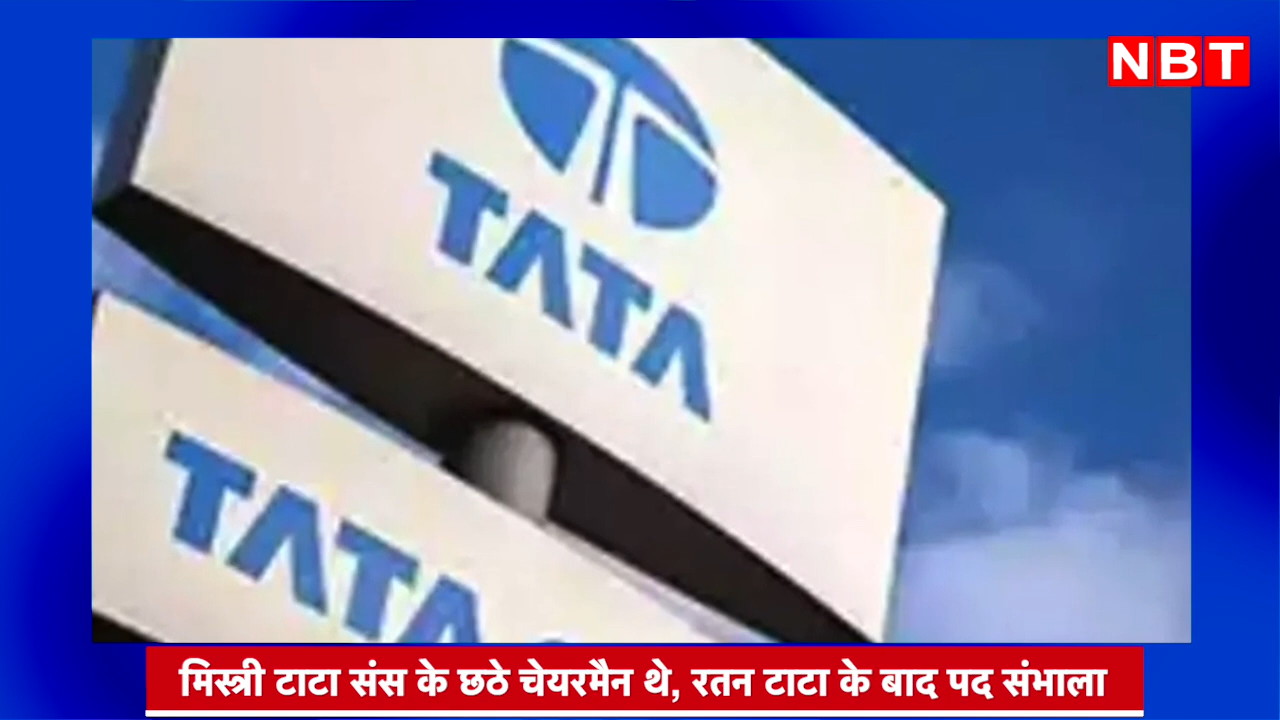 NBT
TATA
TATA
मिस्त्री टाटा संस के छठे चेयरमैन थे, रतन टाटा के बाद पद संभाला